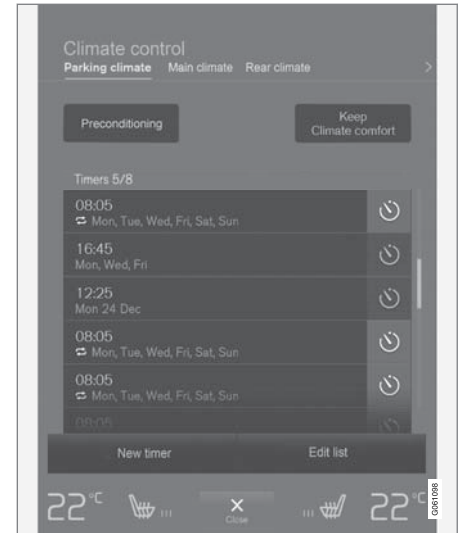 Climate control
Parking climate Main climate Rear climate
Preconditioning
Keep
Climate comfort
Timers 5/8
08:05
Mon, Tue, Wed, Fri, Sat, Sun
16:45
Mon, Wed, Fri
12:25
Mon 24 Dec
08:05
Mon, Tue, Wed, Fri, Sat, Sun
08:05
Mon, Tue, Wed, Fri, Sat, Sun
08:05
New timer Edit list
22°C 22°C
Close
G061098